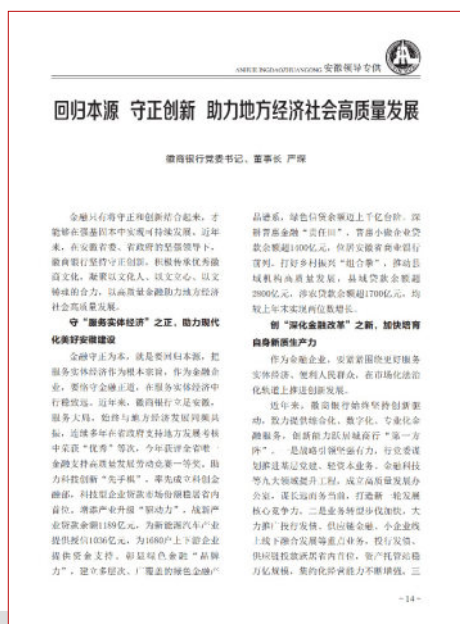 ANHUILINGDAOZHUANGONG 安徽领导专供
回归本源 守正创新 助力地方经济社会高质量发展
徽商银行党委书记、董事长 严琛
金融只有将守正和创新结合起来，才
能够在强基固本中实现可持续发展。近年
来，在安徽省委、省政府的坚强领导下，
徽商银行坚持守正创新，积极传承优秀徽
商文化，凝聚以文化人、以文立心、以文
铸魂的合力，以高质量金融助力地方经济
社会高质量发展。
守“服务实体经济”之正，助力现代
化美好安徽建设
金融守正为本，就是要回归本源，把
服务实体经济作为根本宗旨，作为金融企
业，要恪守金融正道，在服务实体经济中
行稳致远。近年来，徽商银行立足安徽，
服务大局，始终与地方经济发展同频共
振，连续多年在省政府支持地方发展考核
中荣获“优秀”等次，今年获评全省唯一
金融支持高质量发展劳动竞赛一等奖。助
力科技创新“先手棋”，率先成立科创金
融部，科技型企业贷款市场份额稳居省内
首位。增添产业升级“驱动力”，战新产
业贷款余额1189亿元，为新能源汽车产业
提供授信1036亿元，为1680户上下游企业
提供资金支持。彰显绿色金融“品牌
力”，建立多层次、广覆盖的绿色金融产
品谱系，绿色信贷余额迈上千亿台阶。深
耕普惠金融“责任田”，普惠小微企业贷
款余额超1400亿元，位居安徽省商业银行
前列。打好乡村振兴“组合拳”，推动县
域机构高质量发展，县域贷款余额超
2800亿元，涉农贷款余额超1700亿元，均
较上年末实现两位数增长。
创“深化金融改革”之新，加快培育
自身新质生产力
作为金融企业，安紧紧围绕更好服务
实体经济、便利人民群众，在市场化法治
化轨道上推进创新发展。
近年来，徽商银行始终坚持创新驱
动，致力提供综合化、数字化、专业化金
融服务，创新能力跃居城商行“第一方
阵”。一是战略引领坚强有力，行党委谋
划推进基层党建、轻资本业务、金融科技
等九大领域提升工程，成立高质量发展办
公室，谋长远而务当前，打造新一轮发展
核心竞争力。二是业务转型步伐加快，大
力推广投行发债、供应链金融、小企业线
上线下融合发展等重点业务，投行发债、
供应链投放跃居省内首位，资产托管站稳
万亿规模，集约化经营能力不断增强。三
－14－